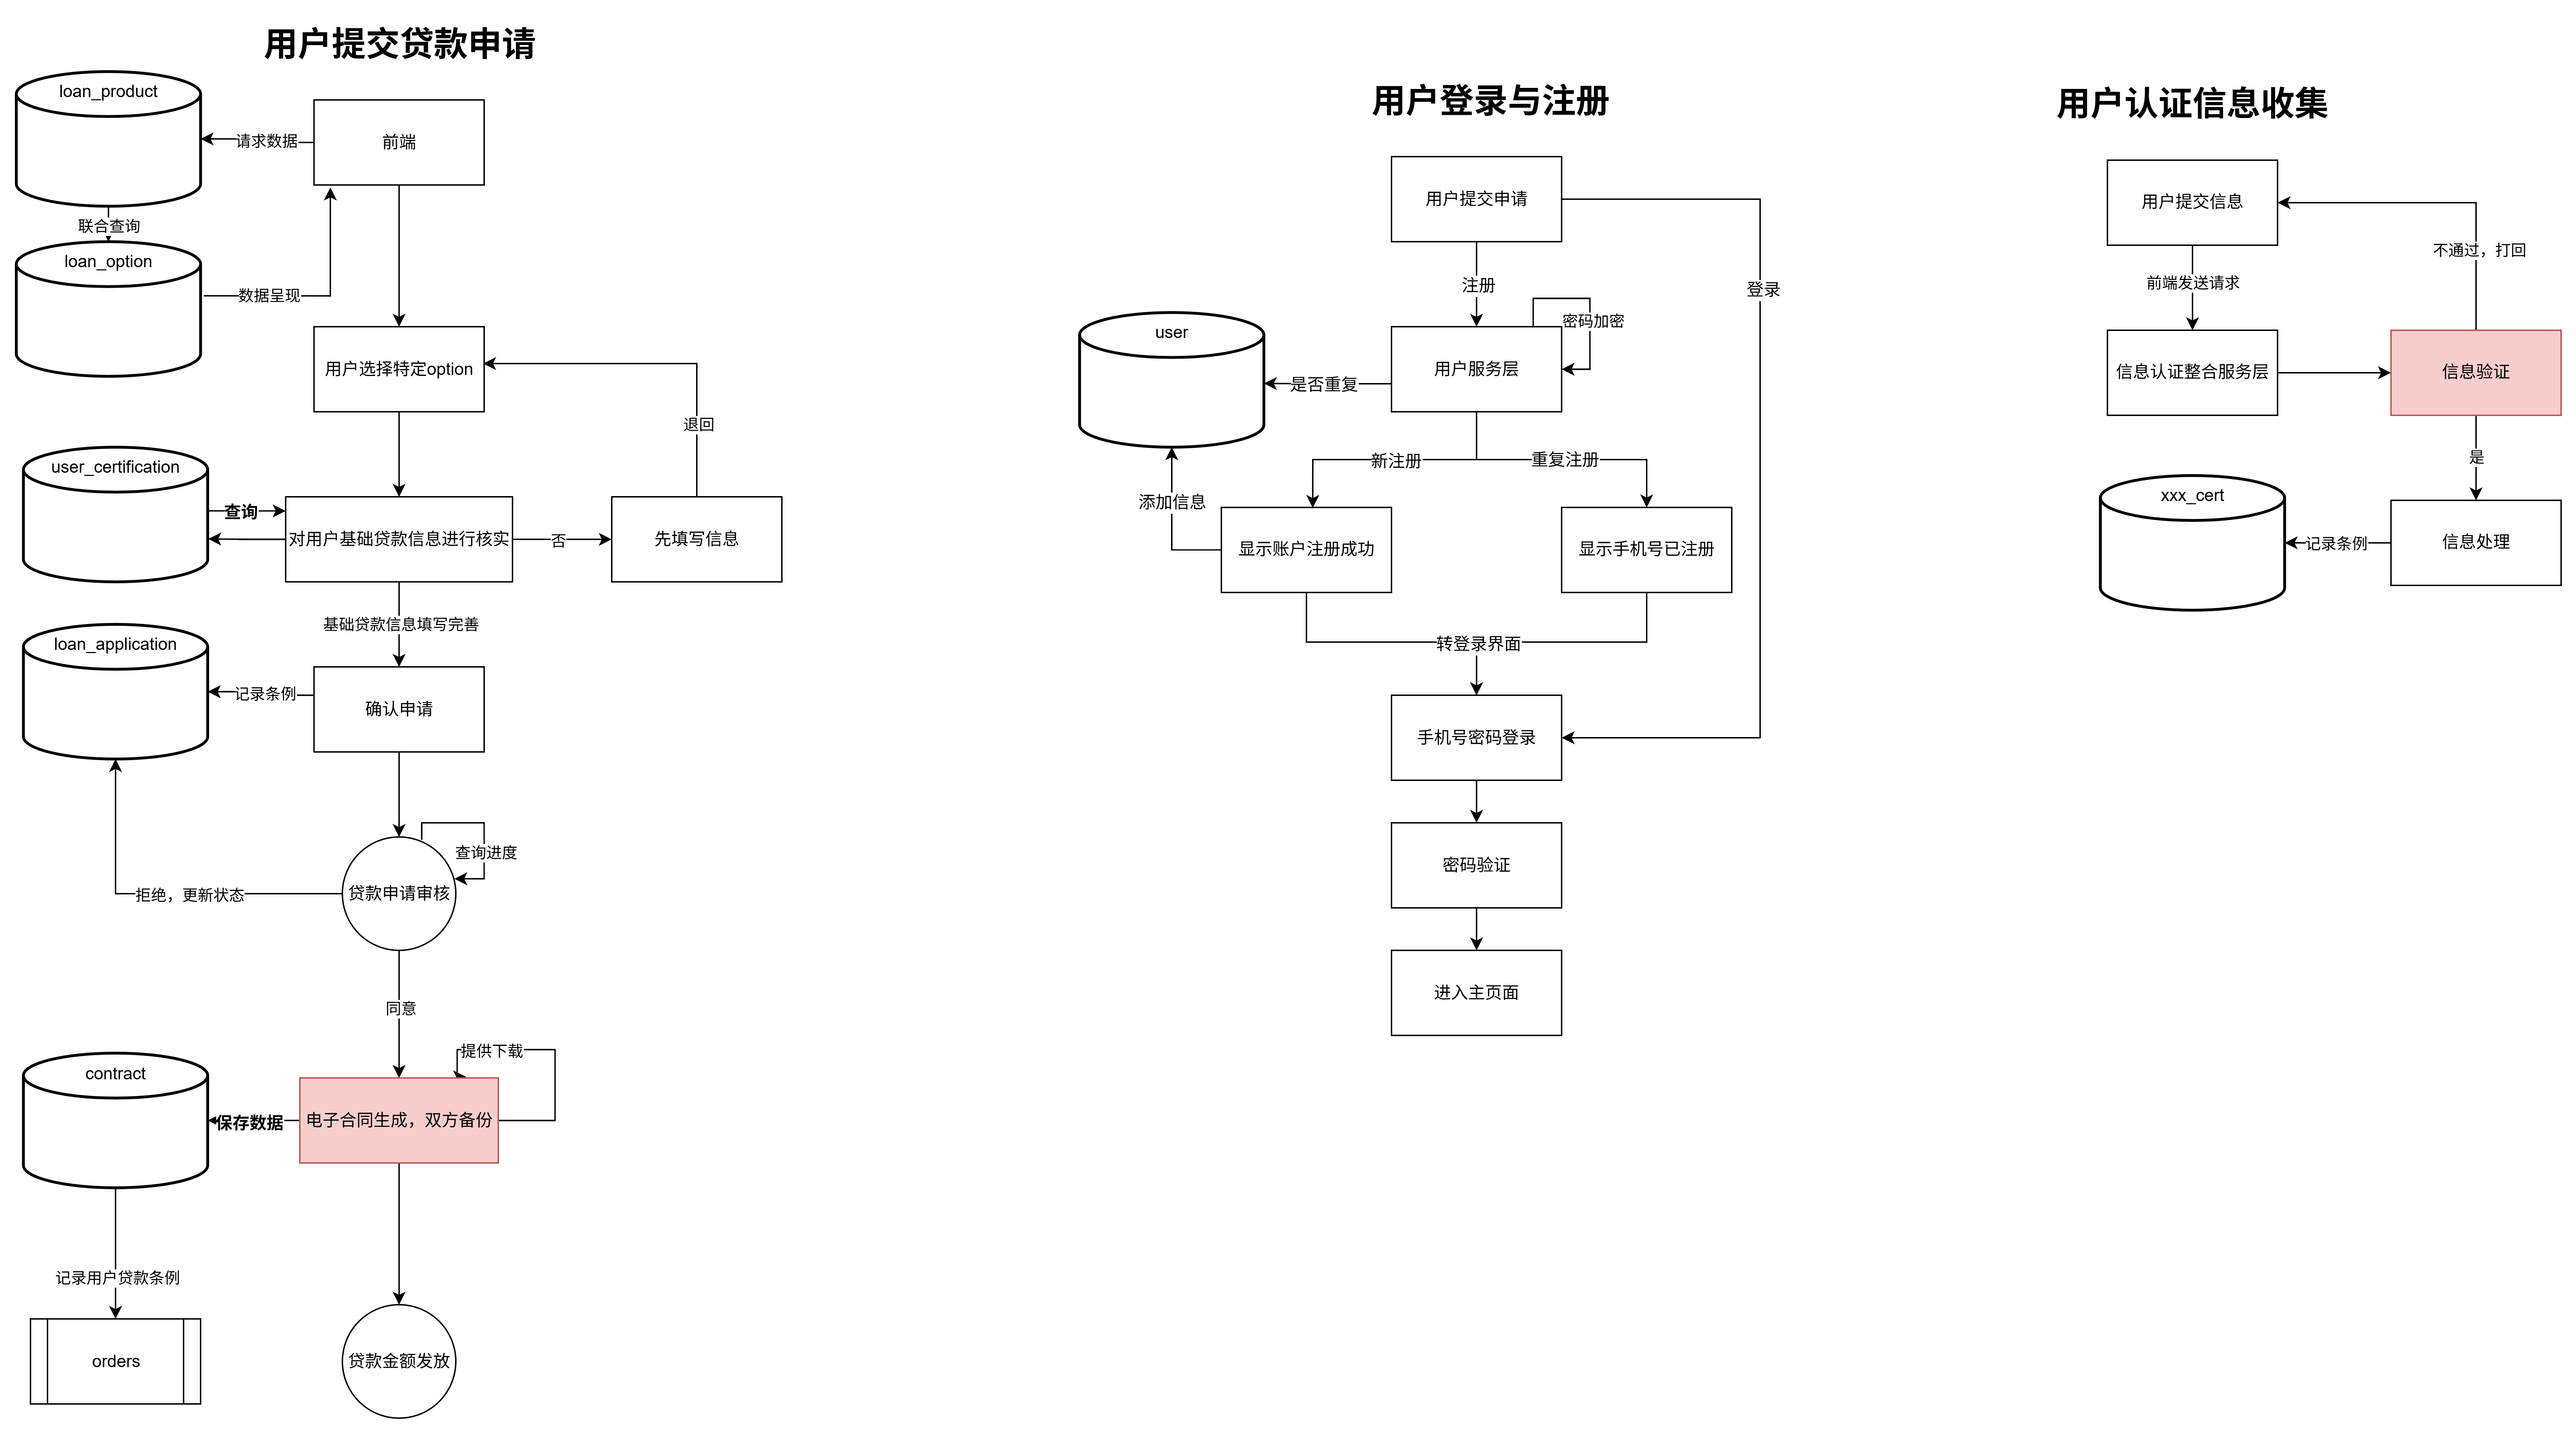 用户提交贷款申请
loan_product
请求数据
前端
联合查询
loan_option
数据呈现
用户选择特定option
退回
user_certification
查询
对用户基础贷款信息进行核实
否
先填写信息
基础贷款信息填写完善
loan_application
记录条例
确认申请
查询进度
贷款申请审核
拒绝，更新状态
同意
提供下载
contract
保存数据
电子合同生成，双方备份
记录用户贷款条例
orders
贷款金额发放
用户登录与注册
用户提交申请
注册
登录
密码加密
user
用户服务层
是否重复
新注册
重复注册
添加信息
显示账户注册成功
显示手机号已注册
转登录界面
手机号密码登录
密码验证
进入主页面
用户认证信息收集
用户提交信息
不通过，打回
前端发送请求
信息认证整合服务层
信息验证
是
xxx_cert
记录条例
信息处理